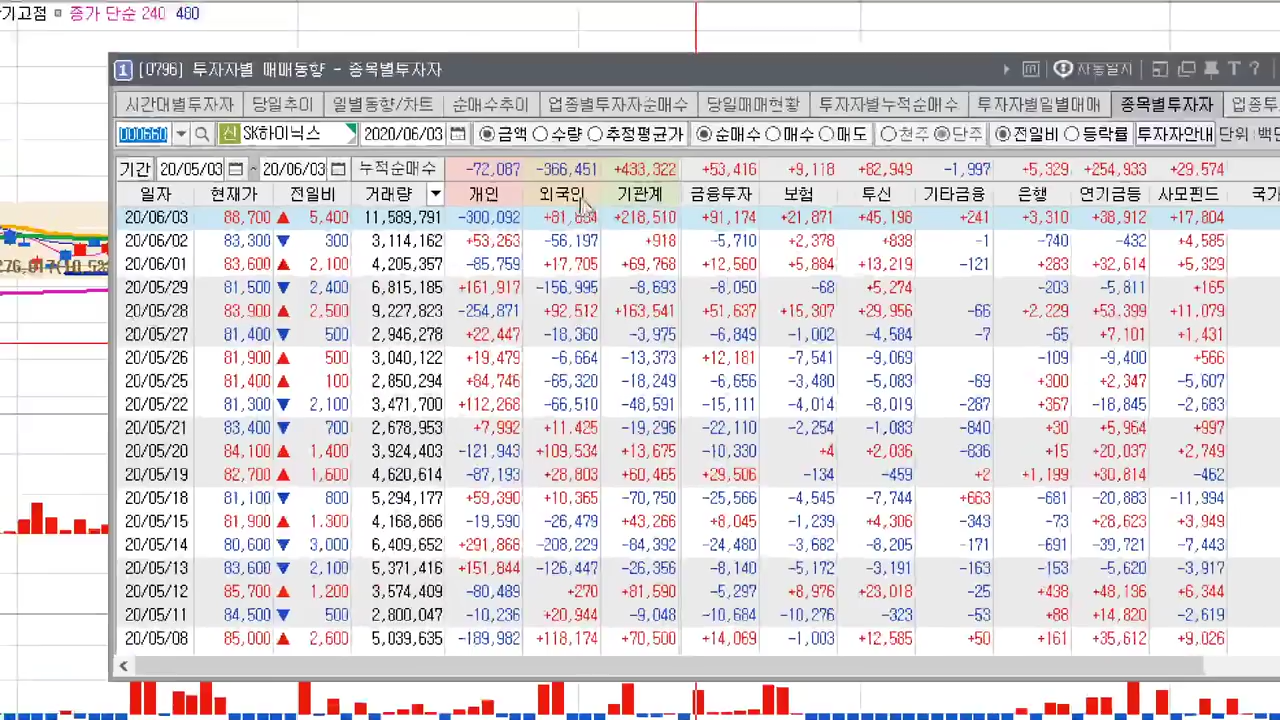 기고점 종가 단순 240 480
1 [0796] 투자자별 매매동향 - 종목별투자자 자동일지 T ?
시간대별투자자 당일추이 일별동향/차트 순매수추이 업종별투자자순매수 당일매매현황 투자자별누적순매수 투자자별일별매매 종목별투자자 업종투
000660 신 SK하이닉스 2020/06/03 금액 수량 추정평균가 순매수 매수 매도 천주 단주 전일비 등락률 투자자안내 단위
기간 20/05/03 ~ 20/06/03 누적순매수 -72,087 -366,451 +433,322 +53,416 +9,118 +82,949 -1,997 +5,329 +254,933 +29,574
일자 현재가 전일비 거래량 개인 외국인 기관계 금융투자 보험 투신 기타금융 은행 연기금등 사모펀드 국가
20/06/03 88,700 ▲ 5,400 11,589,791 -300,092 +218,510 +91,174 +21,871 +45,198 +241 +3,310 +38,912 +17,804
20/06/02 83,300 ▼ 300 3,114,162 +53,263 -56,197 +918 -5,710 +2,378 +838 -1 -740 -432 +4,585
20/06/01 83,600 ▲ 2,100 4,205,357 -85,759 +17,705 +69,768 +12,560 +5,884 +13,219 -121 +283 +32,614 +5,329
20/05/29 81,500 ▼ 2,400 6,815,185 +161,917 -156,995 -8,693 -8,050 -68 +5,274 -203 -5,811 +165
20/05/28 83,900 ▲ 2,500 9,227,823 -254,871 +92,512 +163,541 +51,637 +15,307 +29,956 -66 +2,229 +53,399 +11,079
20/05/27 81,400 ▼ 500 2,946,278 +22,447 -18,360 -3,975 -6,849 -1,002 -4,584 -7 -65 +7,101 +1,431
20/05/26 81,900 ▲ 500 3,040,122 +19,479 -6,664 -13,373 +12,181 -7,541 -9,069 -109 -9,400 +566
20/05/25 81,400 ▲ 100 2,850,294 +84,746 -65,320 -18,249 -6,656 -3,480 -5,083 -69 +300 +2,347 -5,607
20/05/22 81,300 ▼ 2,100 3,471,700 +112,268 -66,510 -48,591 -15,111 -4,014 -8,019 -287 +367 -18,845 -2,683
20/05/21 83,400 ▼ 700 2,678,953 +7,992 +11,425 -19,296 -22,110 -2,254 -1,083 -840 +30 +5,964 +997
20/05/20 84,100 ▲ 1,400 3,924,403 -121,943 +109,534 +13,675 -10,330 +4 +2,036 -836 +15 +20,037 +2,749
20/05/19 82,700 ▲ 1,600 4,620,614 -87,193 +28,803 +60,465 +29,506 -134 -459 +2 +1,199 +30,814 -462
20/05/18 81,100 ▼ 800 5,294,177 +59,390 +10,365 -70,750 -25,566 -4,545 -7,744 +663 -681 -20,883 -11,994
20/05/15 81,900 ▲ 1,300 4,168,866 -19,590 -26,479 +43,266 +8,045 -1,239 +4,306 -343 -73 +28,623 +3,949
20/05/14 80,600 ▼ 3,000 6,409,652 +291,868 -208,229 -84,392 -24,480 -3,682 -8,205 -171 -691 -39,721 -7,443
20/05/13 83,600 ▼ 2,100 5,371,416 +151,844 -126,447 -26,356 -8,140 -5,172 -3,191 -163 -153 -5,620 -3,917
20/05/12 85,700 ▲ 1,200 3,574,409 -80,489 +270 +81,590 -5,297 +8,976 +23,018 -25 +438 +48,196 +6,344
20/05/11 84,500 ▼ 500 2,800,047 -10,236 +20,944 -9,048 -10,684 -10,276 -323 -53 +88 +14,820 -2,619
20/05/08 85,000 ▲ 2,600 5,039,635 -189,982 +118,174 +70,500 +14,069 -1,003 +12,585 +50 +161 +35,612 +9,026